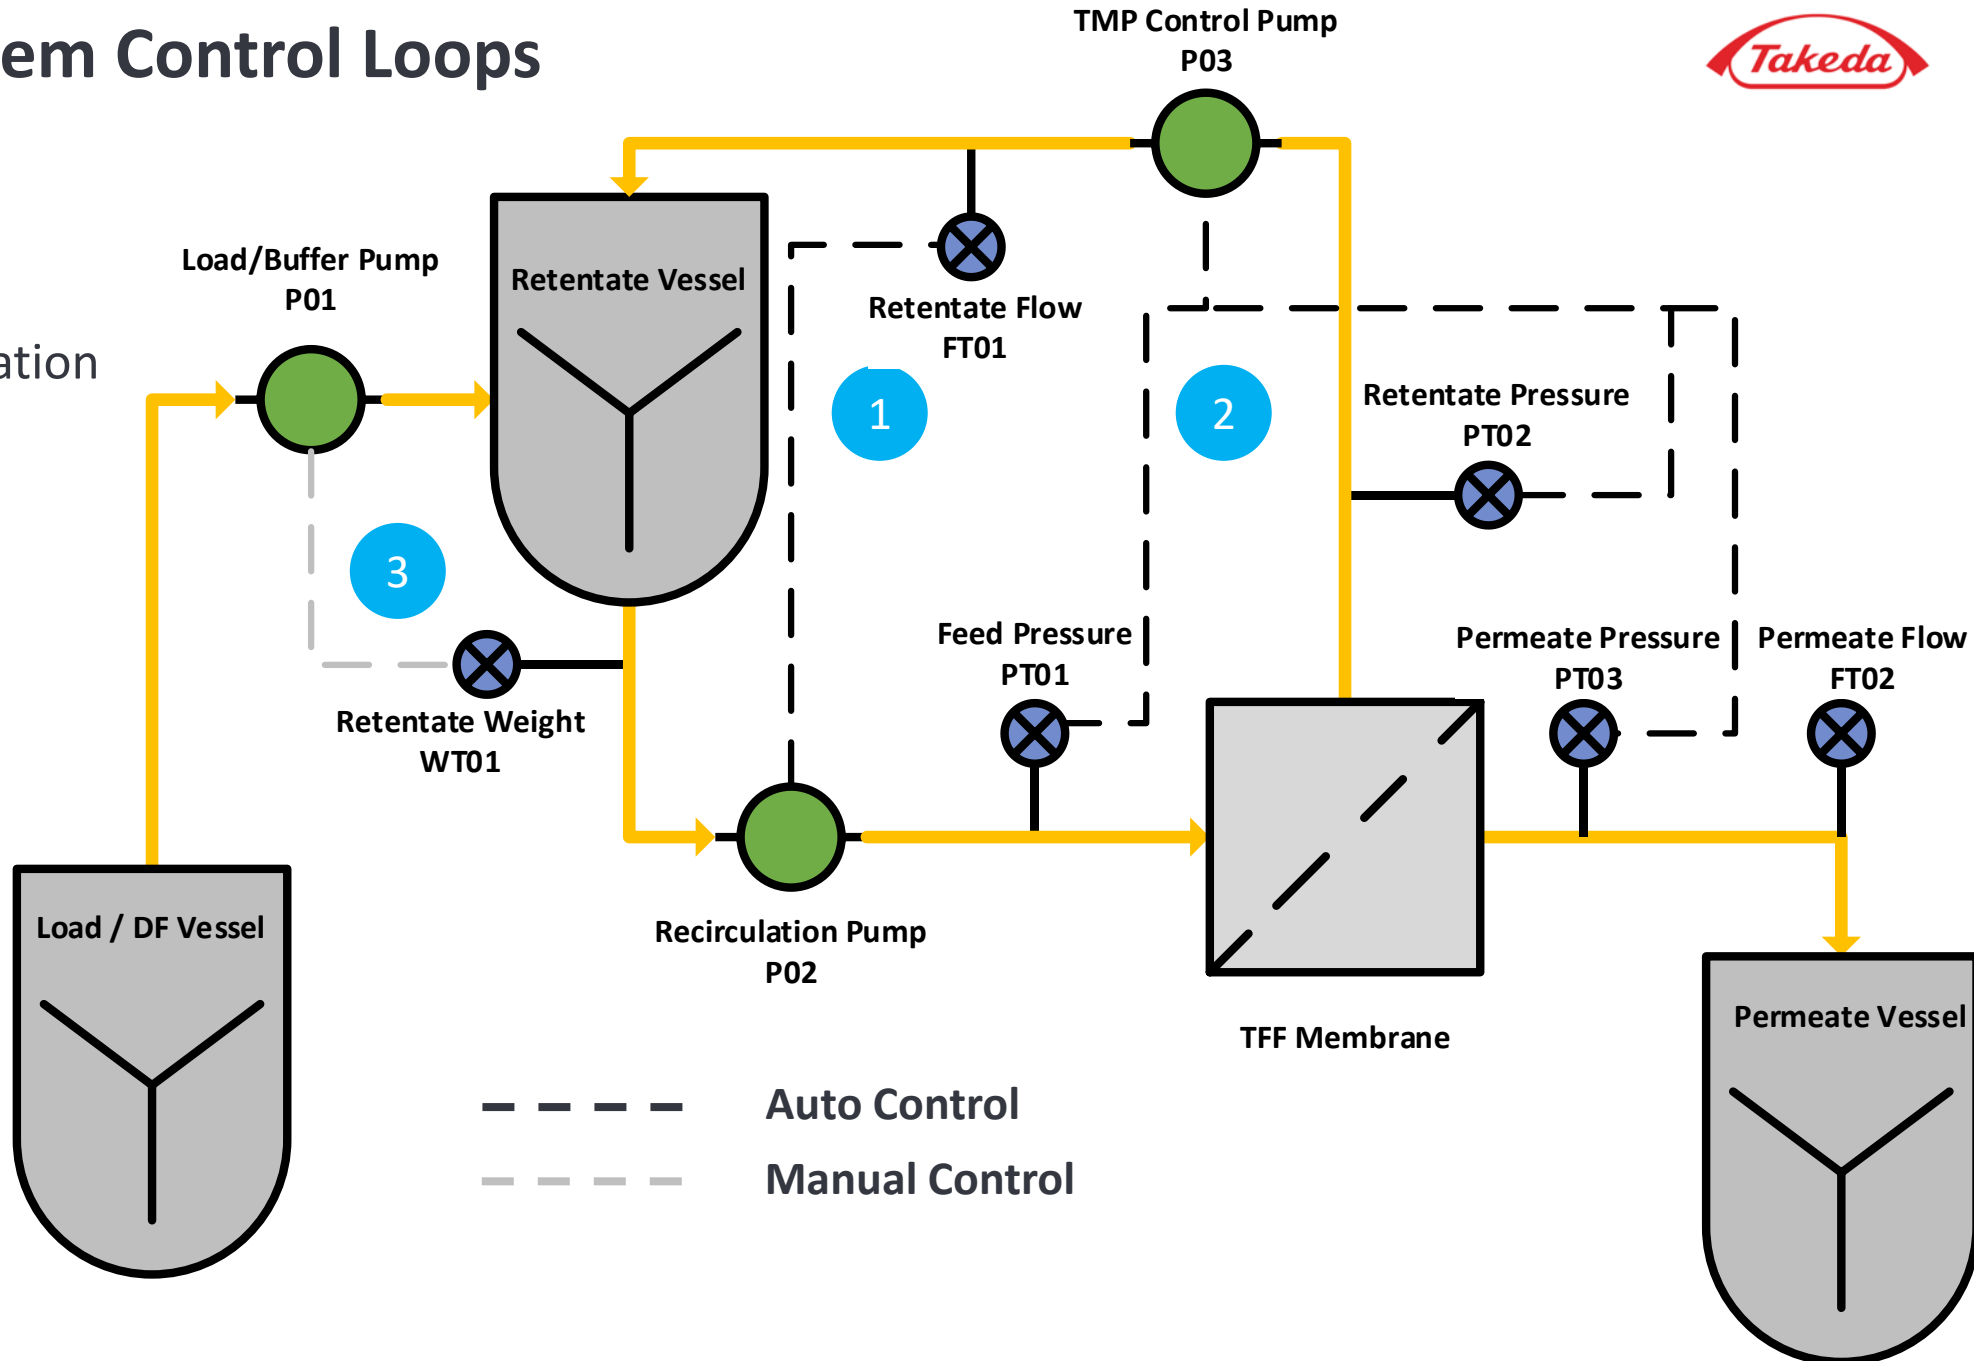 em Control Loops
TMP Control Pump
P03
Takeda
Load/Buffer Pump
P01
Retentate Vessel
Retentate Flow
FT01
ation
1
2
Retentate Pressure
PT02
3
Feed Pressure
PT01
Permeate Pressure
PT03
Permeate Flow
FT02
Retentate Weight
WT01
Load / DF Vessel
Recirculation Pump
P02
TFF Membrane
Permeate Vessel
Auto Control
Manual Control